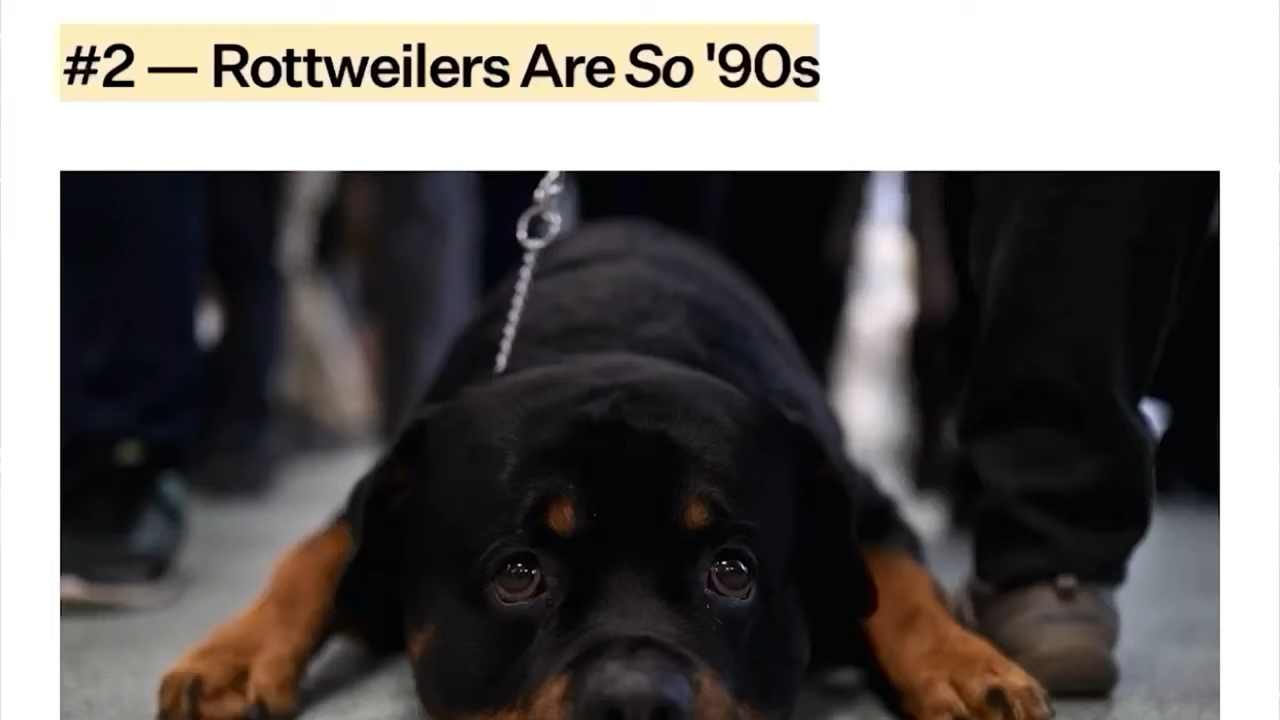 #2 — Rottweilers Are So '90s